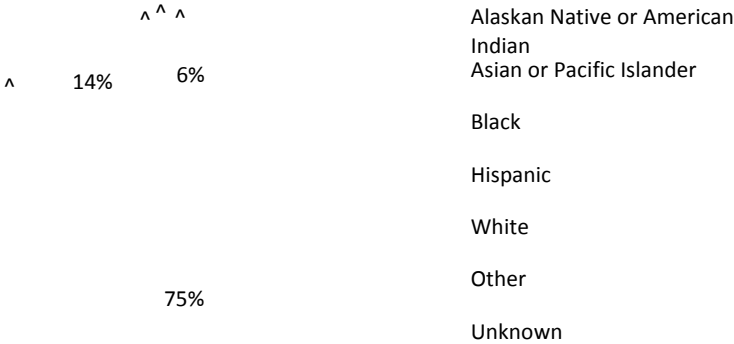 ^ ^ ^
^ 14% 6%
75%
Alaskan Native or American
Indian
Asian or Pacific Islander
Black
Hispanic
White
Other
Unknown